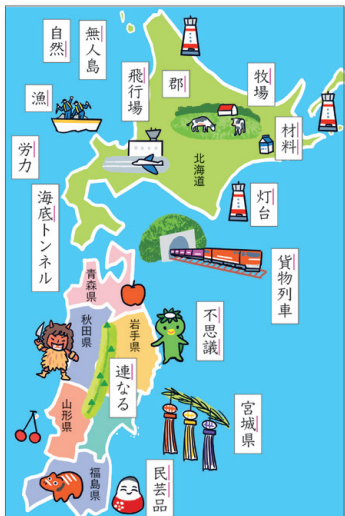 無人島
自然
漁
労力
飛行場
郡
牧場
材料
北海道
灯台
海底トンネル
貨物列車
青森県
秋田県
岩手県
不思議
連なる
山形県
宮城県
福島県
民芸品